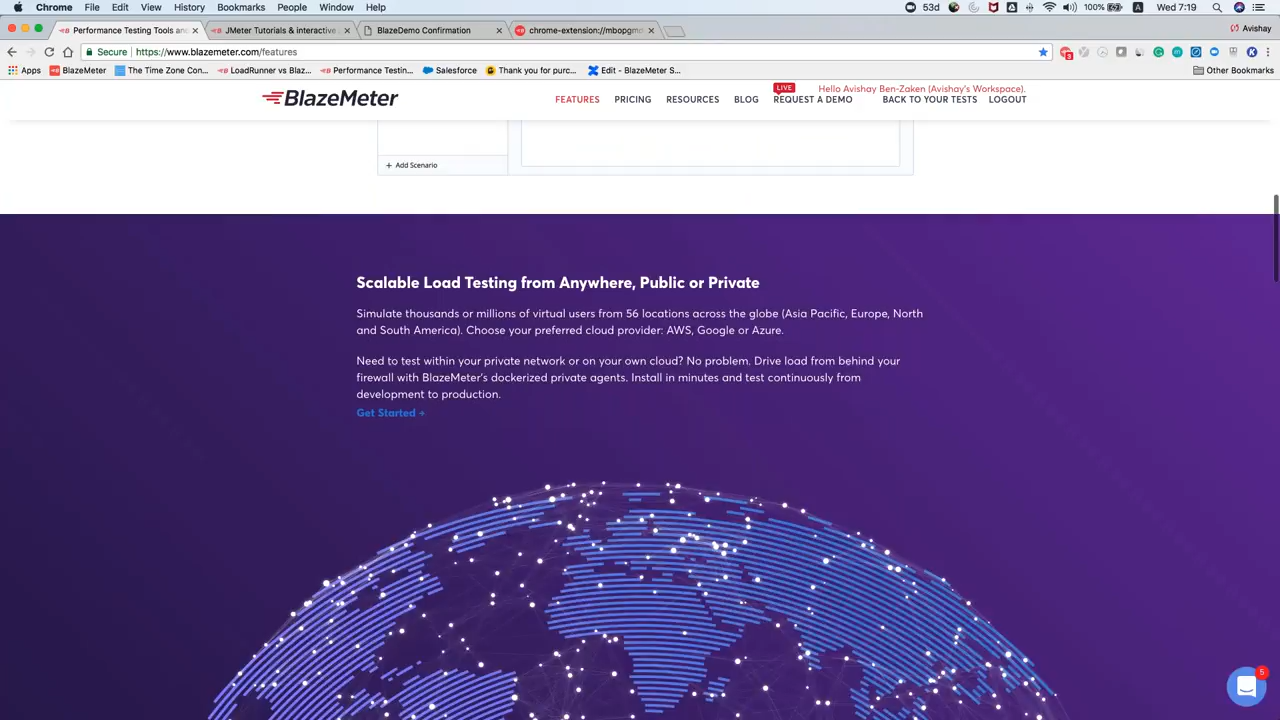 Chrome File Edit View History Bookmarks People Window Help 53d 100% A Wed 7:19
Performance Testing Tools and JMeter Tutorials & interactive BlazeDemo Confirmation chrome-extension://mbopgmd Avishay
Secure https://www.blazemeter.com/features 3
Apps BlazeMeter The Time Zone Con... LoadRunner vs Blaz... Performance Testin... Salesforce Thank you for purc... Edit - BlazeMeter S... Other Bookmarks
LIVE Hello Avishay Ben-Zaken (Avishay's Workspace).
BlazeMeter FEATURES PRICING RESOURCES BLOG REQUEST A DEMO BACK TO YOUR TESTS LOGOUT
+ Add Scenario
Scalable Load Testing from Anywhere, Public or Private
Simulate thousands or millions of virtual users from 56 locations across the globe (Asia Pacific, Europe, North
and South America). Choose your preferred cloud provider: AWS, Google or Azure.
Need to test within your private network or on your own cloud? No problem. Drive load from behind your
firewall with BlazeMeter's dockerized private agents. Install in minutes and test continuously from
development to production.
Get Started +
5